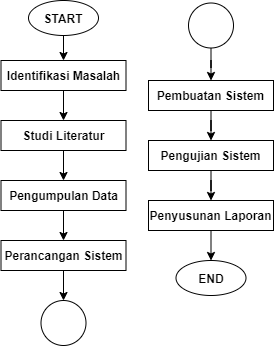 START
Identifikasi Masalah
Studi Literatur
Pengumpulan Data
Perancangan Sistem
Pembuatan Sistem
Pengujian Sistem
Penyusunan Laporan
END